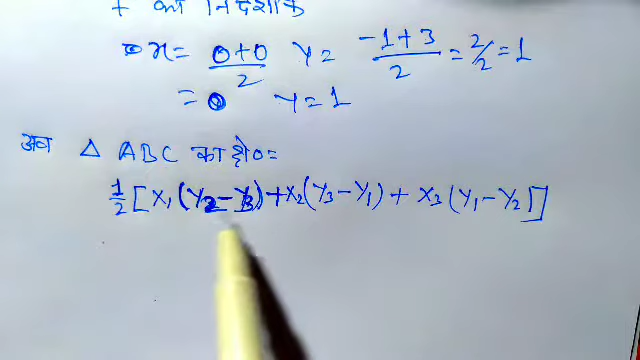 F का निर्देशांक
x = 0+0/2 Y = -1+3/2 = 2/2 = 1
= 0 Y = 1
अब △ ABC का क्षे० =
1/2 [X₁(Y₂-Y₃)+X₂(Y₃-Y₁) + X₃(Y₁-Y₂)]